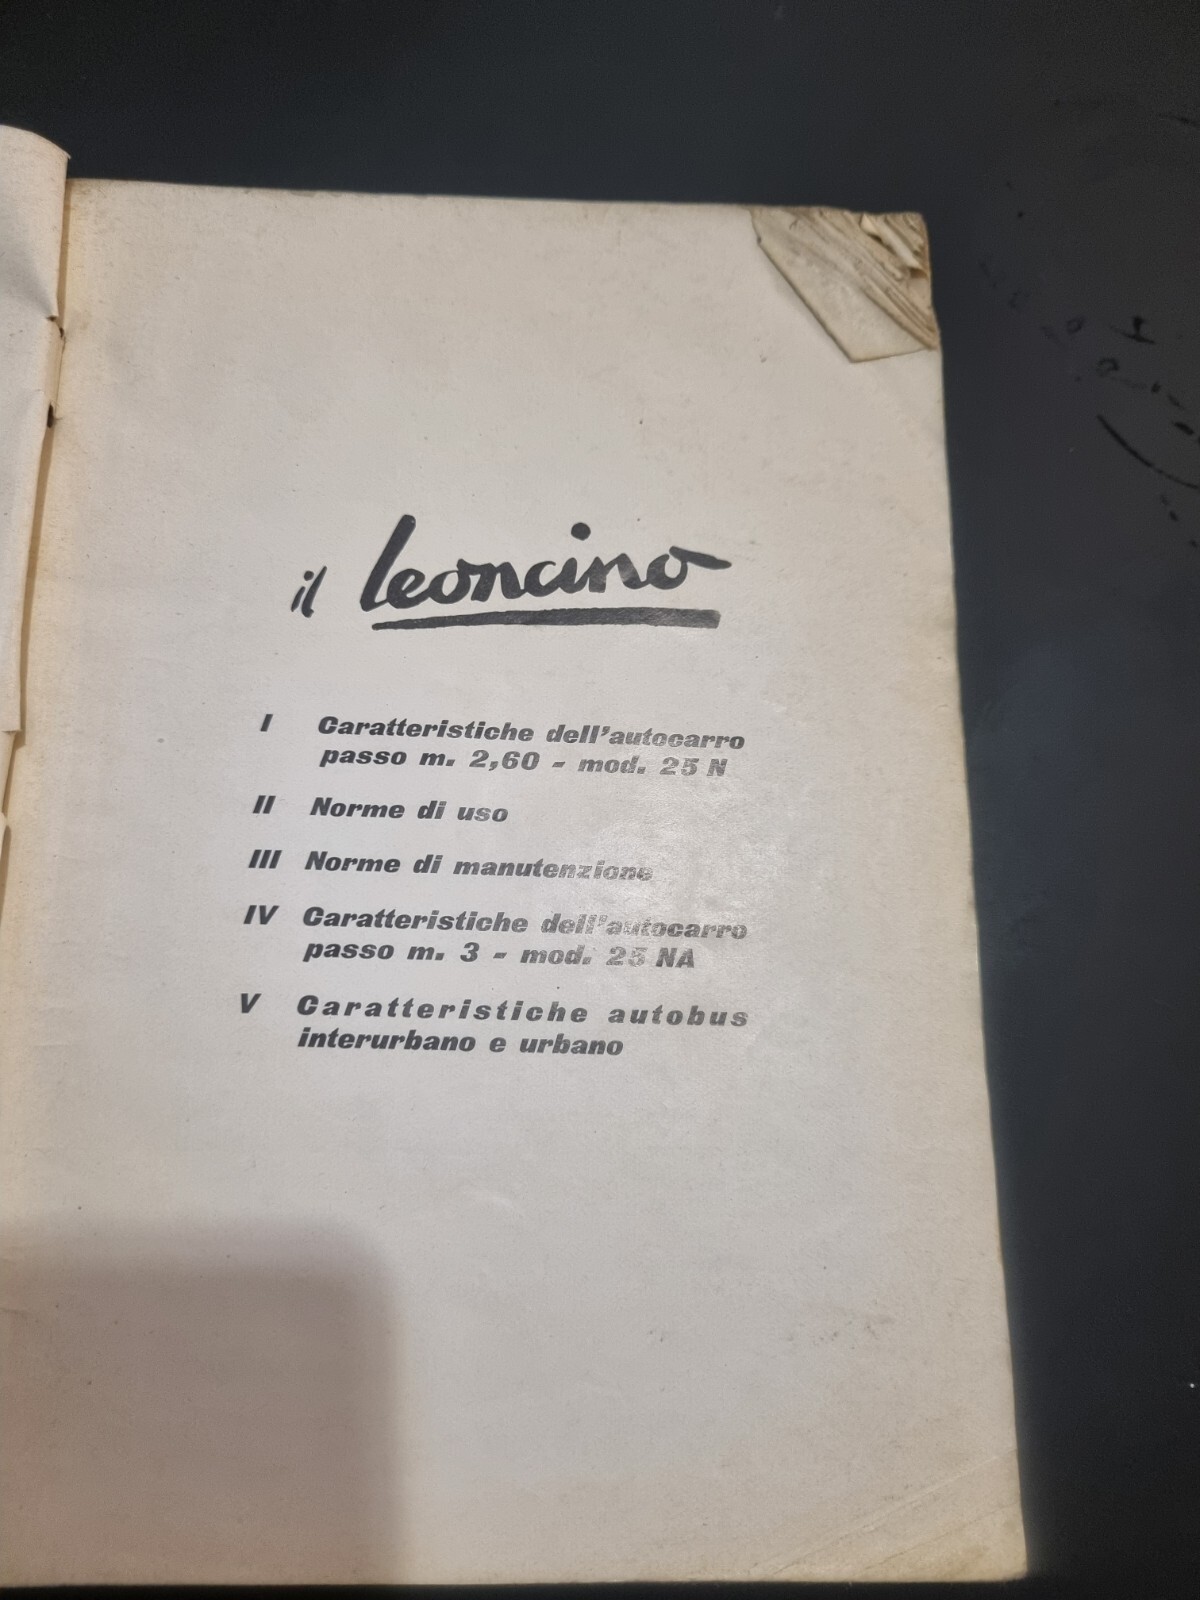 il leoncino
I Caratteristiche dell'autocarro
passo m. 2,60 - mod. 25 N
II Norme di uso
III Norme di manutenzione
IV Caratteristiche dell'autocarro
passo m. 3 - mod. 25 NA
V Caratteristiche autobus
interurbano e urbano